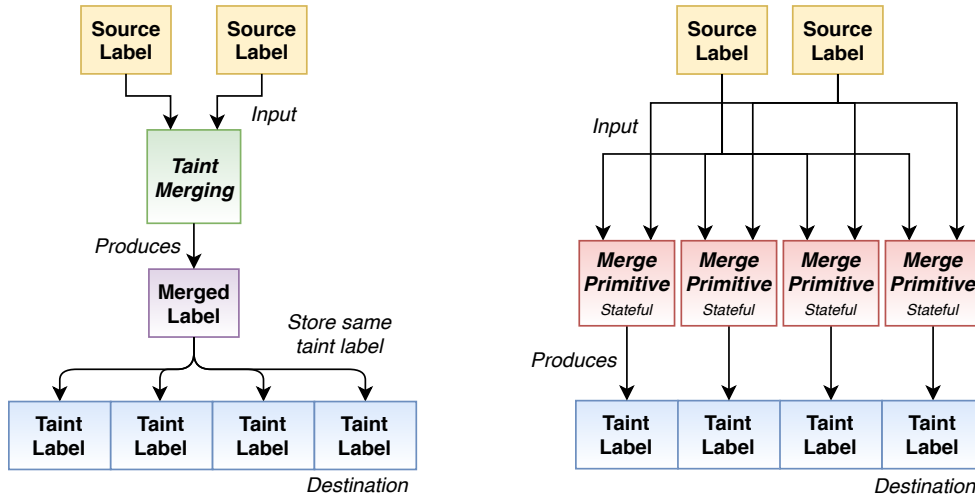 Source
Label
Source
Label
Input
Taint
Merging
Produces
Merged
Label
Store same
taint label
Taint
Label
Taint
Label
Taint
Label
Taint
Label
Destination
Source
Label
Source
Label
Input
Merge
Primitive
Stateful
Merge
Primitive
Stateful
Merge
Primitive
Stateful
Merge
Primitive
Stateful
Produces
Taint
Label
Taint
Label
Taint
Label
Taint
Label
Destination